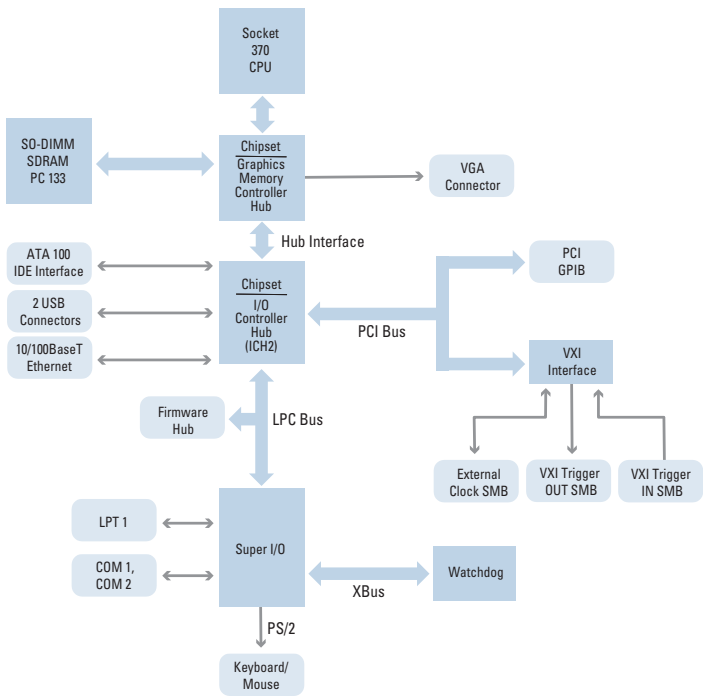 Socket
370
CPU
SO-DIMM
SDRAM
PC 133
Chipset
Graphics
Memory
Controller
Hub
VGA
Connector
Hub Interface
ATA 100
IDE Interface
2 USB
Connectors
10/100BaseT
Ethernet
Chipset
I/O
Controller
Hub
(ICH2)
PCI Bus
PCI
GPIB
VXI
Interface
Firmware
Hub
LPC Bus
External
Clock SMB
VXI Trigger
OUT SMB
VXI Trigger
IN SMB
LPT 1
COM 1,
COM 2
Super I/O
XBus
Watchdog
PS/2
Keyboard/
Mouse